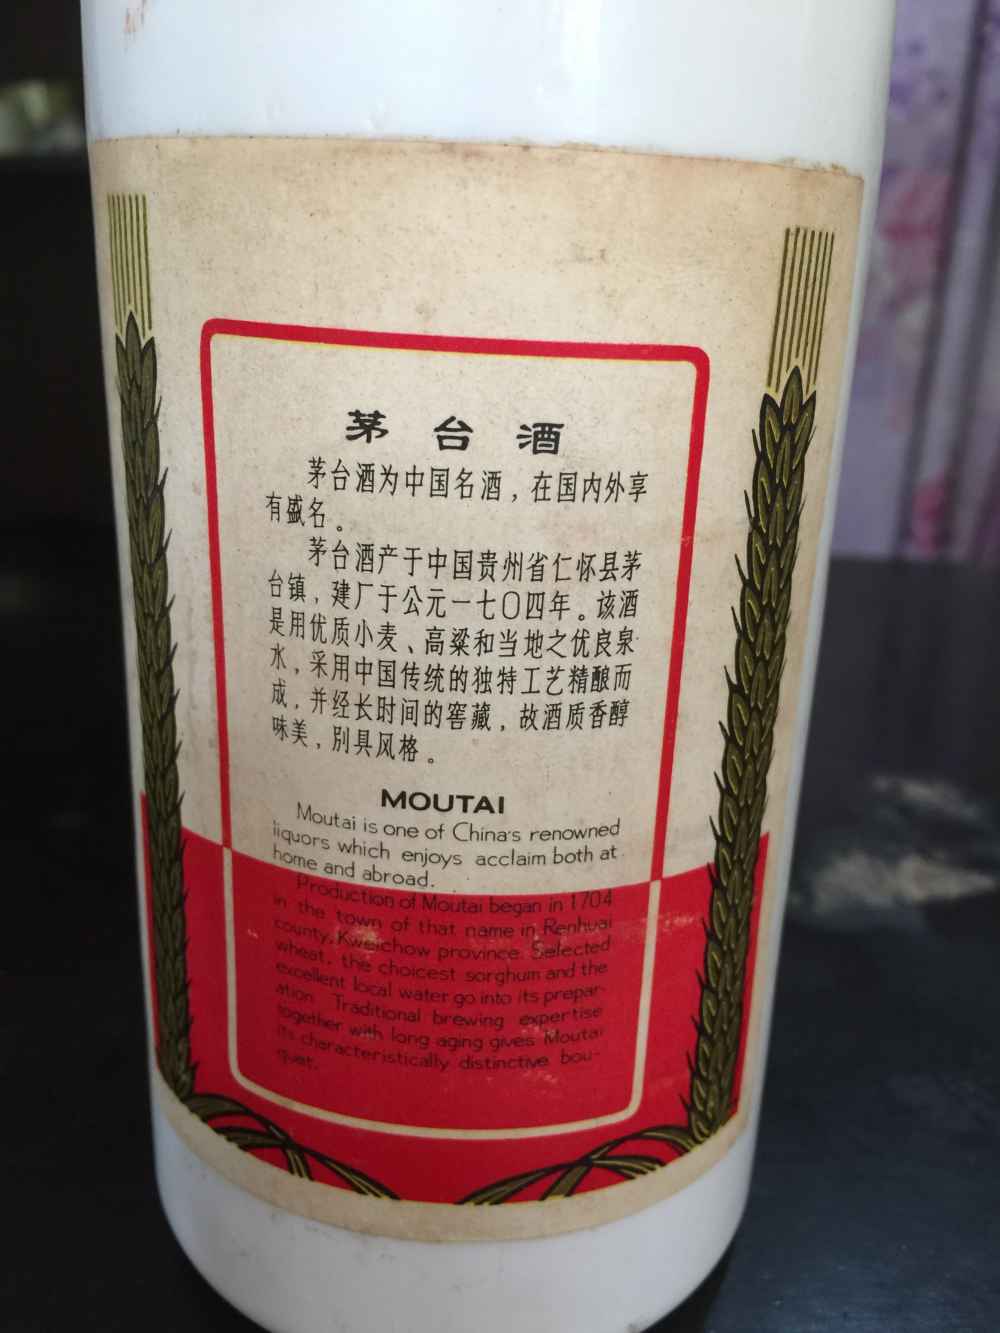 茅台酒
茅台酒为中国名酒，在国内外享
有盛名。
茅台酒产于中国贵州省仁怀县茅
台镇，建厂于公元一七〇四年。该酒
是用优质小麦、高粱和当地之优良泉
水，采用中国传统的独特工艺精酿而
成，并经长时间的窖藏，故酒质香醇
味美，别具风格。
MOUTAI
Moutai is one of China's renowned
liquors which enjoys acclaim both at
home and abroad.
Production of Moutai began in 1704
in the town of that name in Renhuai
county, Kweichow province. Selected
wheat, the choicest sorghum and the
excellent local water go into its prepar-
ation. Traditional brewing expertise
together with long aging gives Moutai
its characteristically distinctive bou-
quet.